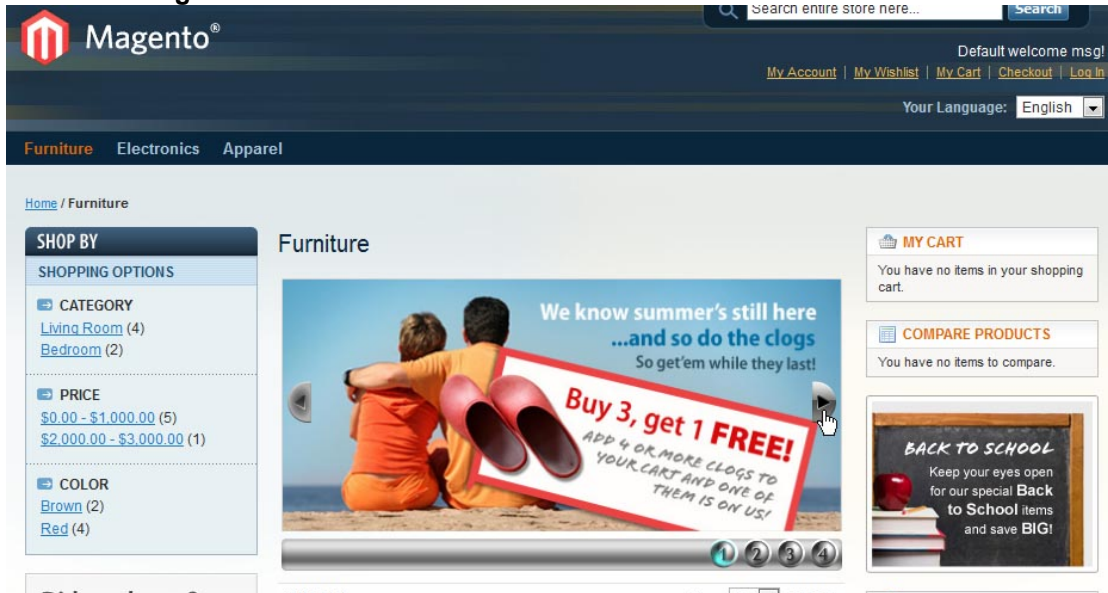 Search entire store here...
Search
Magento®
Default welcome msg!
My Account | My Wishlist | My Cart | Checkout | Log In
Your Language: English
Furniture Electronics Apparel
Home / Furniture
SHOP BY
SHOPPING OPTIONS
CATEGORY
Living Room (4)
Bedroom (2)
PRICE
$0.00 - $1,000.00 (5)
$2,000.00 - $3,000.00 (1)
COLOR
Brown (2)
Red (4)
Furniture
We know summer's still here
...and so do the clogs
So get'em while they last!
Buy 3, get 1 FREE!
ADD 4 OR MORE CLOGS TO
YOUR CART AND ONE OF
THEM IS ON US!
1 2 3 4
MY CART
You have no items in your shopping
cart.
COMPARE PRODUCTS
You have no items to compare.
BACK TO SCHOOL
Keep your eyes open
for our special Back
to School items
and save BIG!